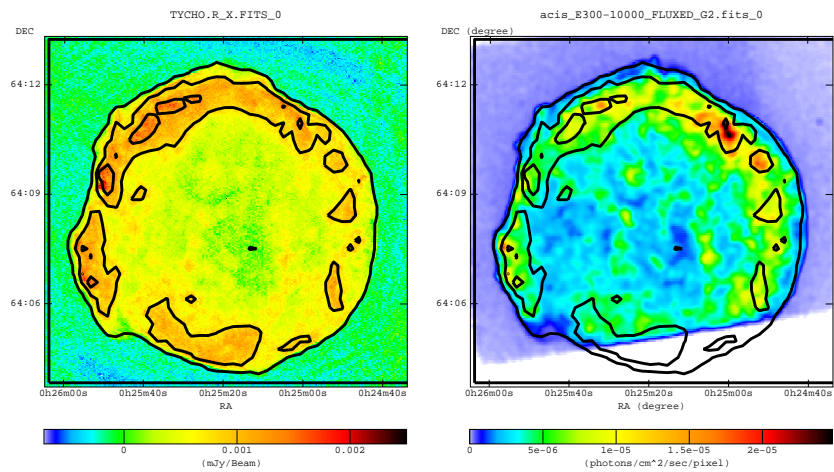 TYCHO.R_X.FITS_0
acis_E300-10000_FLUXED_G2.fits_0
DEC
DEC (degree)
64:12
64:09
64:06
0h26m00s
0h25m40s
0h25m20s
0h25m00s
0h24m40s
RA
64:12
64:09
64:06
0h26m00s
0h25m40s
0h25m20s
0h25m00s
0h24m40s
RA (degree)
0
0.001
0.002
(mJy/Beam)
0
5e-06
1e-05
1.5e-05
2e-05
(photons/cm^2/sec/pixel)